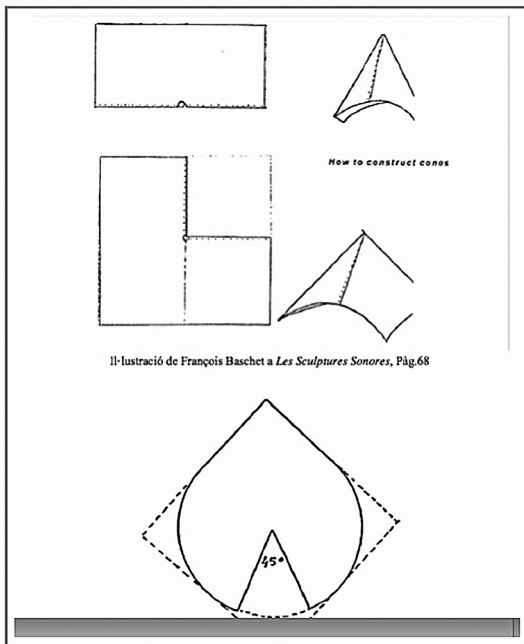 How to construct cones
Il·lustració de François Baschet a Les Sculptures Sonores, Pàg.68
45°